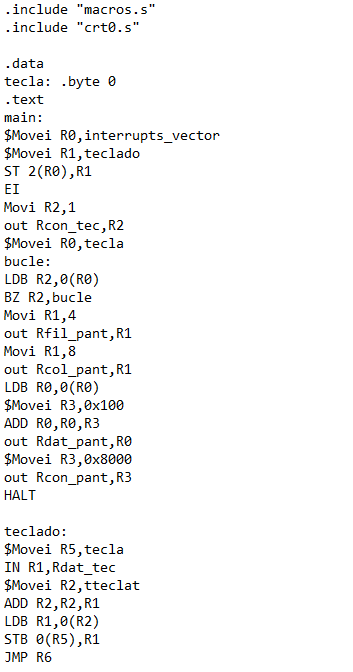 .include "macros.s"
.include "crt0.s"
.data
tecla: .byte 0
.text
main:
$Movei R0,interrupts_vector
$Movei R1,teclado
ST 2(R0),R1
EI
Movi R2,1
out Rcon_tec,R2
$Movei R0,tecla
bucle:
LDB R2,0(R0)
BZ R2,bucle
Movi R1,4
out Rfil_pant,R1
Movi R1,8
out Rcol_pant,R1
LDB R0,0(R0)
$Movei R3,0x100
ADD R0,R0,R3
out Rdat_pant,R0
$Movei R3,0x8000
out Rcon_pant,R3
HALT
teclado:
$Movei R5,tecla
IN R1,Rdat_tec
$Movei R2,tteclat
ADD R2,R2,R1
LDB R1,0(R2)
STB 0(R5),R1
JMP R6